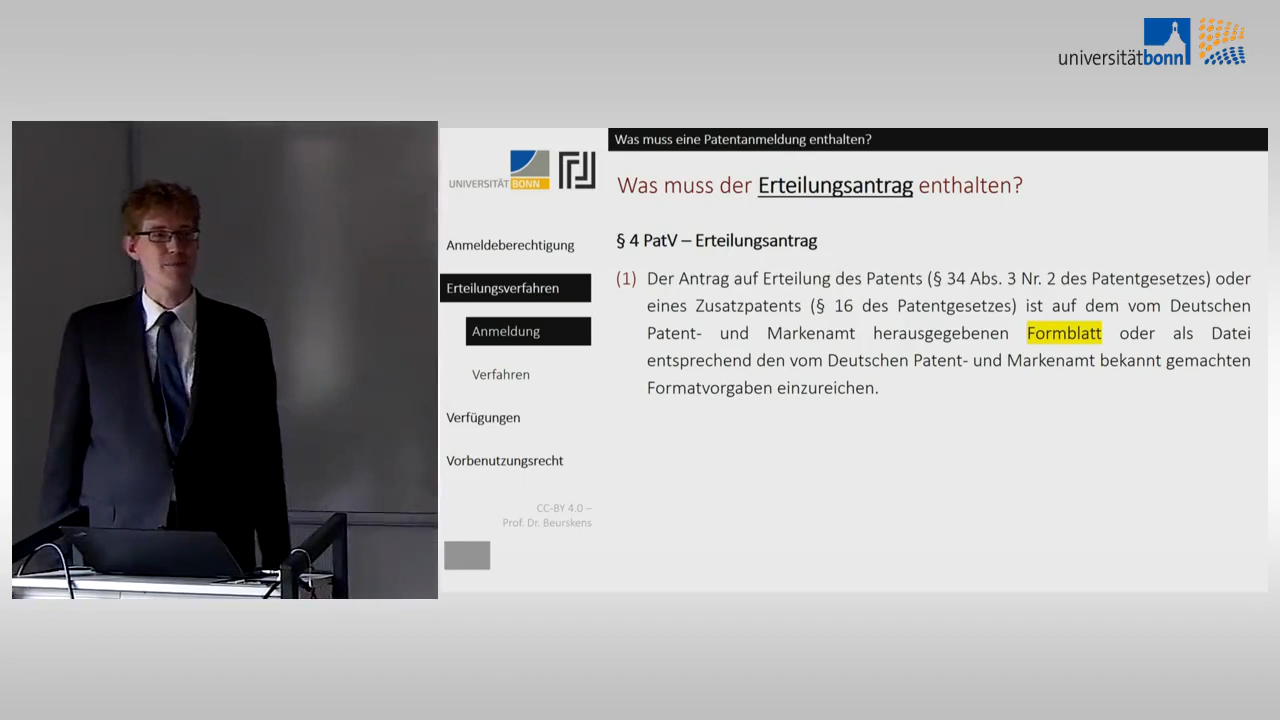 universitätbonn
Was muss eine Patentanmeldung enthalten?
UNIVERSITÄT BONN
Was muss der Erteilungsantrag enthalten?
Anmeldeberechtigung
Erteilungsverfahren
Anmeldung
Verfahren
Verfügungen
Vorbenutzungsrecht
CC-BY 4.0 –
Prof. Dr. Beurskens
§ 4 PatV – Erteilungsantrag
(1) Der Antrag auf Erteilung des Patents (§ 34 Abs. 3 Nr. 2 des Patentgesetzes) oder
eines Zusatzpatents (§ 16 des Patentgesetzes) ist auf dem vom Deutschen
Patent- und Markenamt herausgegebenen Formblatt oder als Datei
entsprechend den vom Deutschen Patent- und Markenamt bekannt gemachten
Formatvorgaben einzureichen.